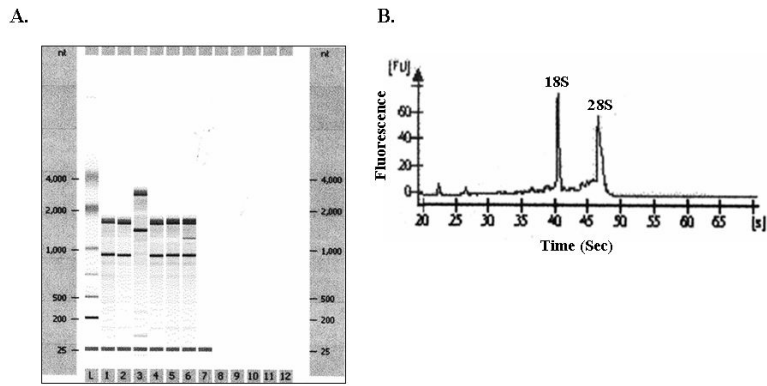 A.
nt
nt
4,000
4,000
2,000
2,000
1,000
1,000
500
500
200
200
25
25
L 1 2 3 4 5 6 7 8 9 10 11 12
B.
[FU]
18S
28S
Fluorescence
60
40
20
0
20 25 30 35 40 45 50 55 60 65 [s]
Time (Sec)